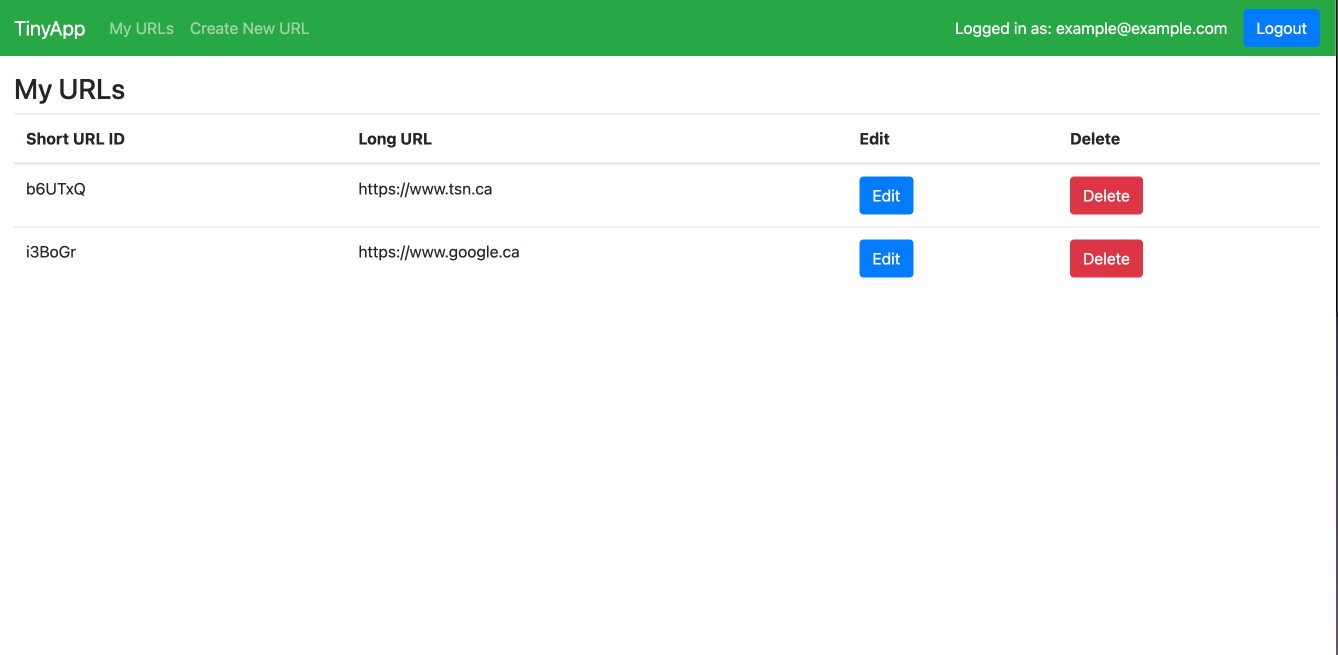 TinyApp My URLs Create New URL Logged in as: example@example.com Logout
My URLs
Short URL ID Long URL Edit Delete
b6UTxQ https://www.tsn.ca Edit Delete
i3BoGr https://www.google.ca Edit Delete